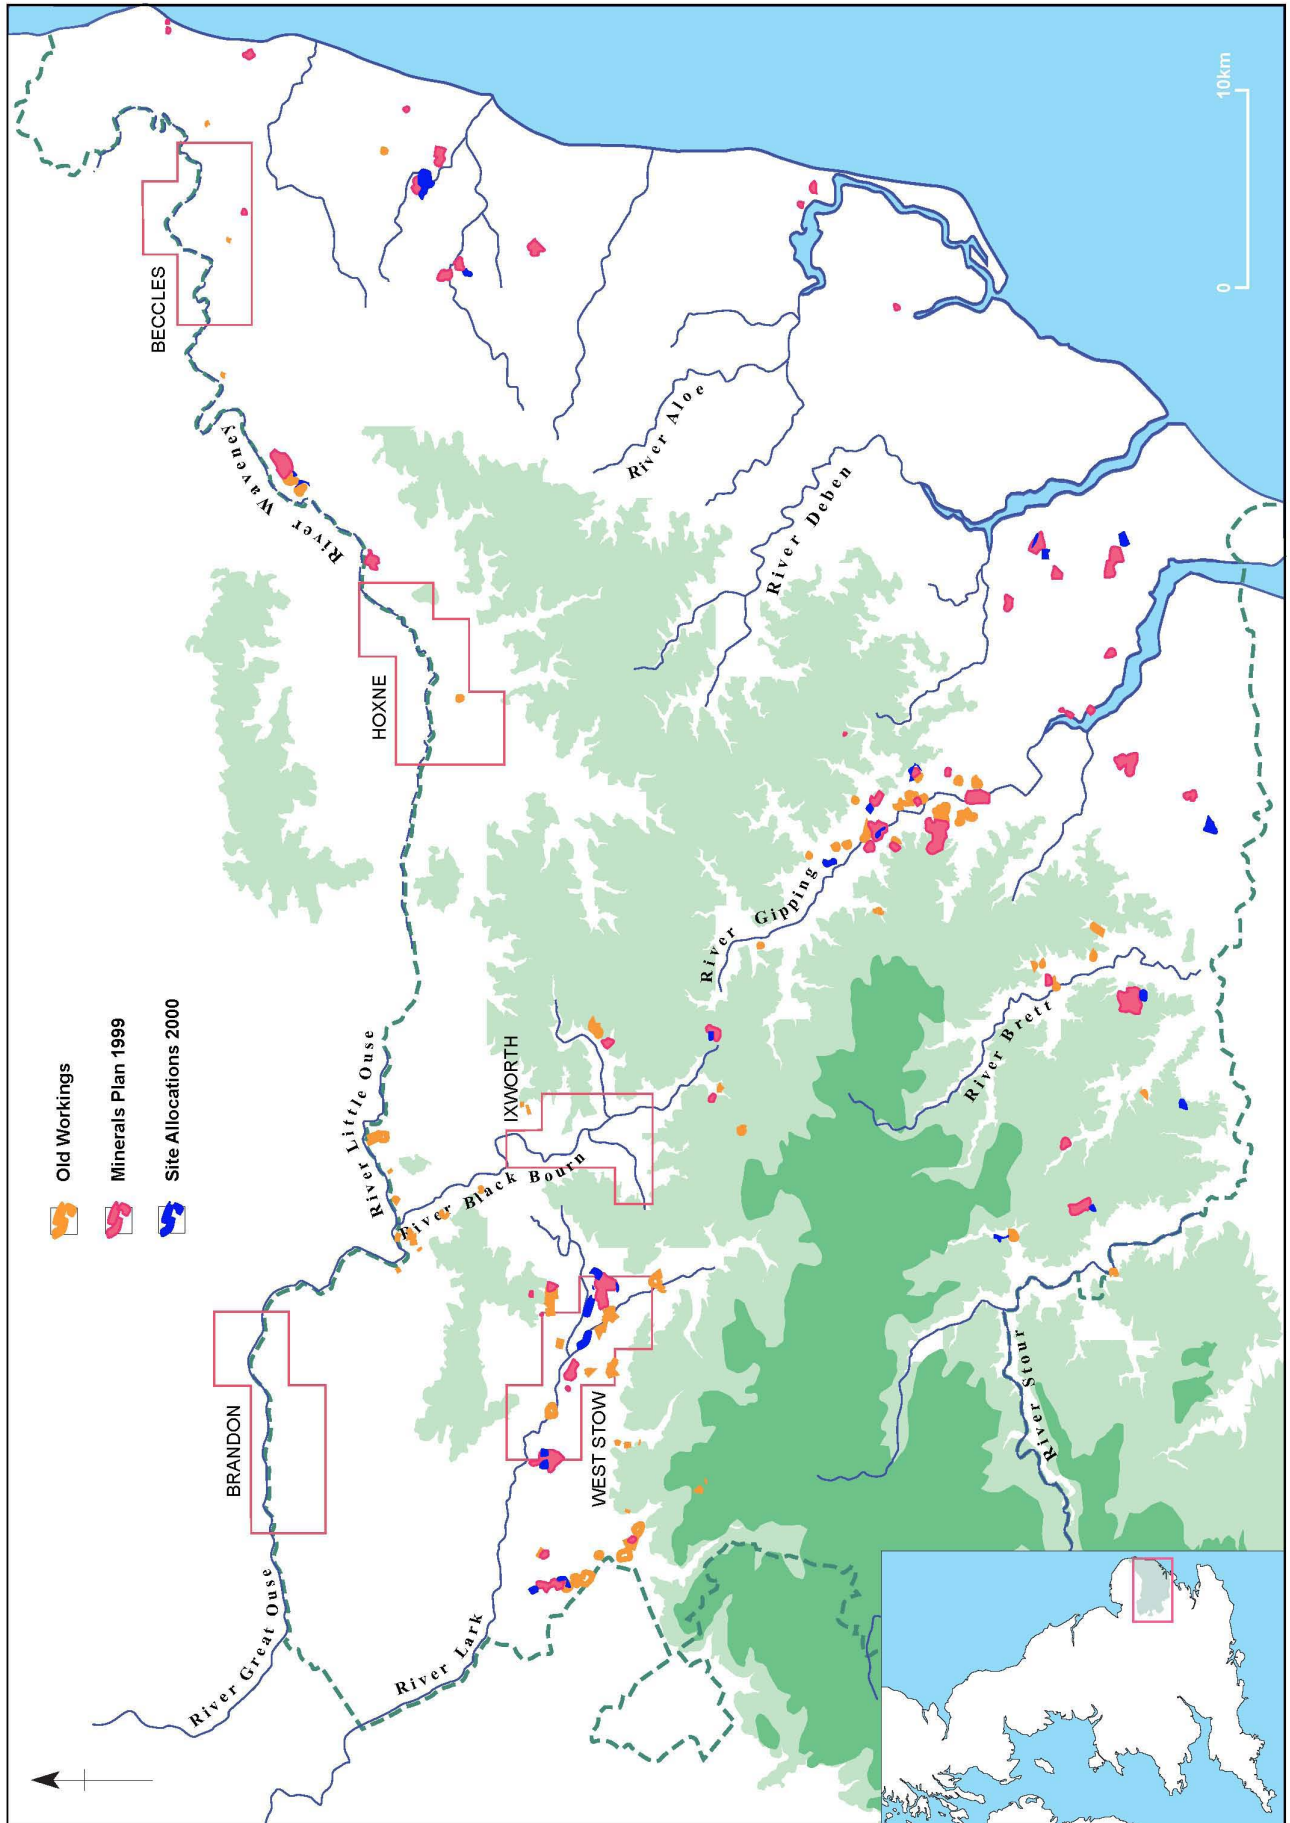 Old Workings
Minerals Plan 1999
Site Allocations 2000
BRANDON
BECCLES
HOXNE
IXWORTH
WEST STOW
River Great Ouse
River Lark
River Little Ouse
River Black Bourn
River Waveney
River Gipping
River Brett
River Stour
River Deben
River Aloe
0
10km